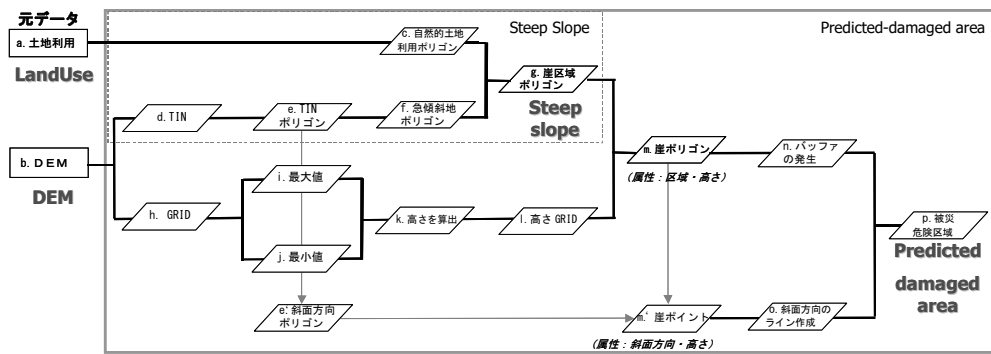 元データ
Steep Slope
Predicted-damaged area
a. 土地利用
LandUse
c. 自然的土地
利用ポリゴン
g. 崖区域
ポリゴン
Steep
slope
d. TIN
e. TIN
ポリゴン
f. 急傾斜地
ポリゴン
b. DEM
DEM
i. 最大値
m. 崖ポリゴン
(属性：区域・高さ)
n. バッファ
の発生
h. GRID
k. 高さを算出
l. 高さ GRID
p. 被災
危険区域
Predicted
damaged
area
j. 最小値
e' 斜面方向
ポリゴン
m.' 崖ポイント
(属性：斜面方向・高さ)
o. 斜面方向の
ライン作成